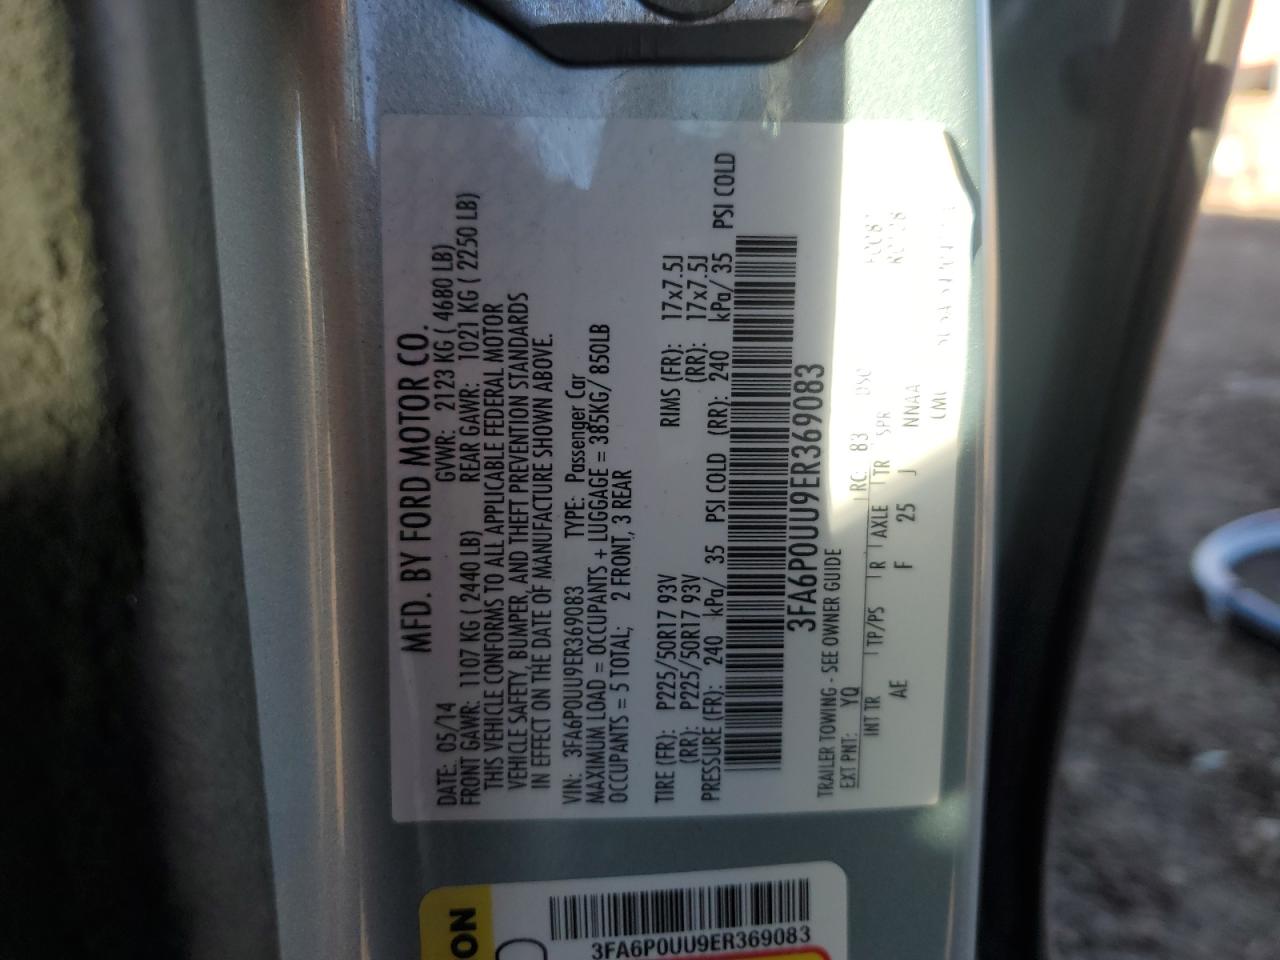 MFD. BY FORD MOTOR CO.
DATE: 05/14 GVWR: 2123 KG ( 4680 LB)
FRONT GAWR: 1107 KG ( 2440 LB) REAR GAWR: 1021 KG ( 2250 LB)
THIS VEHICLE CONFORMS TO ALL APPLICABLE FEDERAL MOTOR
VEHICLE SAFETY, BUMPER, AND THEFT PREVENTION STANDARDS
IN EFFECT ON THE DATE OF MANUFACTURE SHOWN ABOVE.
VIN: 3FA6P0UU9ER369083 TYPE: Passenger Car
MAXIMUM LOAD = OCCUPANTS + LUGGAGE = 385KG/ 850LB
OCCUPANTS = 5 TOTAL; 2 FRONT, 3 REAR
TIRE (FR): P225/50R17 93V RIMS (FR): 17x7.5J
(RR): P225/50R17 93V (RR): 17x7.5J
PRESSURE (FR): 240 kPa/ 35 PSI COLD (RR): 240 kPa/ 35 PSI COLD
3FA6P0UU9ER369083
TRAILER TOWING - SEE OWNER GUIDE
EXT PNT: YQ RC: 83 DSO
INT TR TP/PS R AXLE TR SPR
AE F 25 J NNAA
ON
3FA6P0UU9ER369083